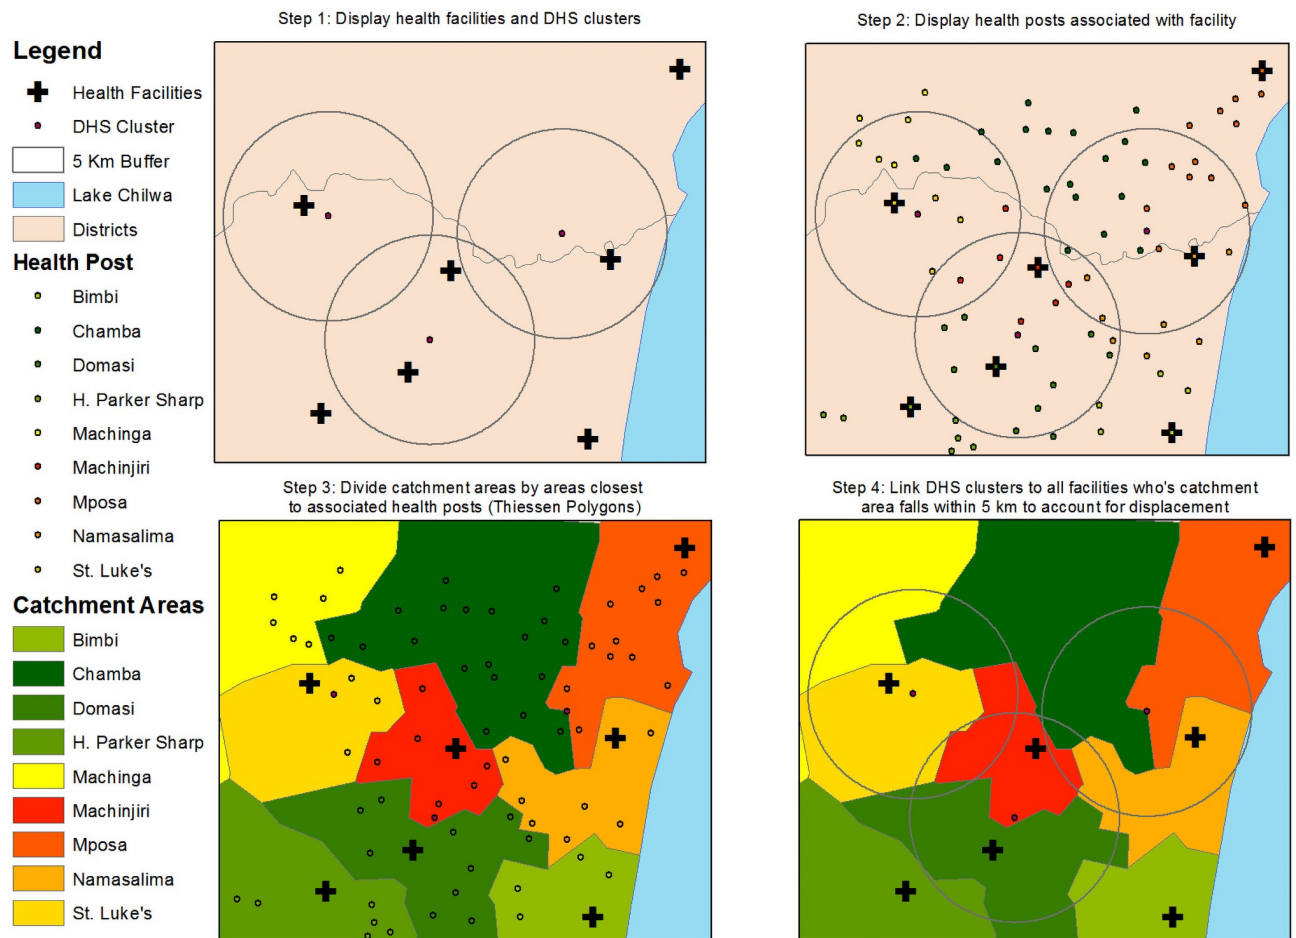 Step 1: Display health facilities and DHS clusters
Step 2: Display health posts associated with facility
Legend
Health Facilities
DHS Cluster
5 Km Buffer
Lake Chilwa
Districts
Health Post
Bimbi
Chamba
Domasi
H. Parker Sharp
Machinga
Machinjiri
Mposa
Namasalima
St. Luke's
Catchment Areas
Bimbi
Chamba
Domasi
H. Parker Sharp
Machinga
Machinjiri
Mposa
Namasalima
St. Luke's
Step 3: Divide catchment areas by areas closest
to associated health posts (Thiessen Polygons)
Step 4: Link DHS clusters to all facilities who's catchment
area falls within 5 km to account for displacement